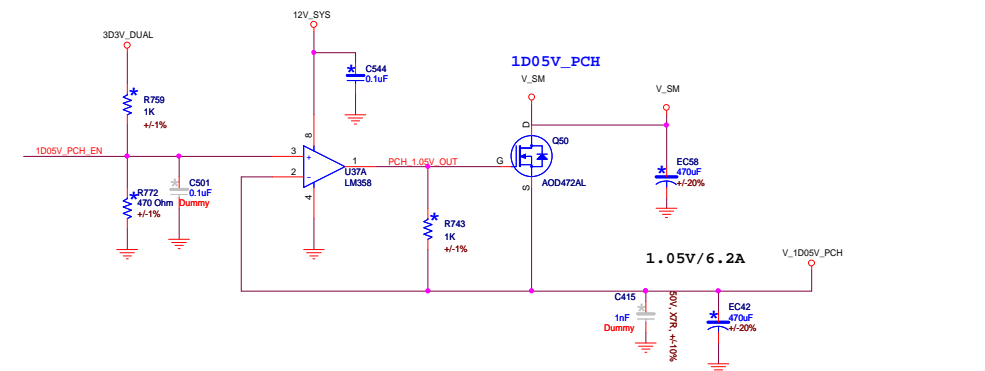 12V_SYS
3D3V_DUAL
1D05V_PCH
C544
0.1uF
V_SM
V_SM
R759
1K
+/-1%
8
D
Q50
1D05V_PCH_EN
3
+
1
PCH_1.05V_OUT
G
2
-
U37A
LM358
AOD472AL
EC58
470uF
+/-20%
C501
0.1uF
Dummy
R772
470 Ohm
+/-1%
4
S
R743
1K
+/-1%
1.05V/6.2A
V_1D05V_PCH
C415
1nF
Dummy
50V, X7R, +/-10%
EC42
470uF
+/-20%